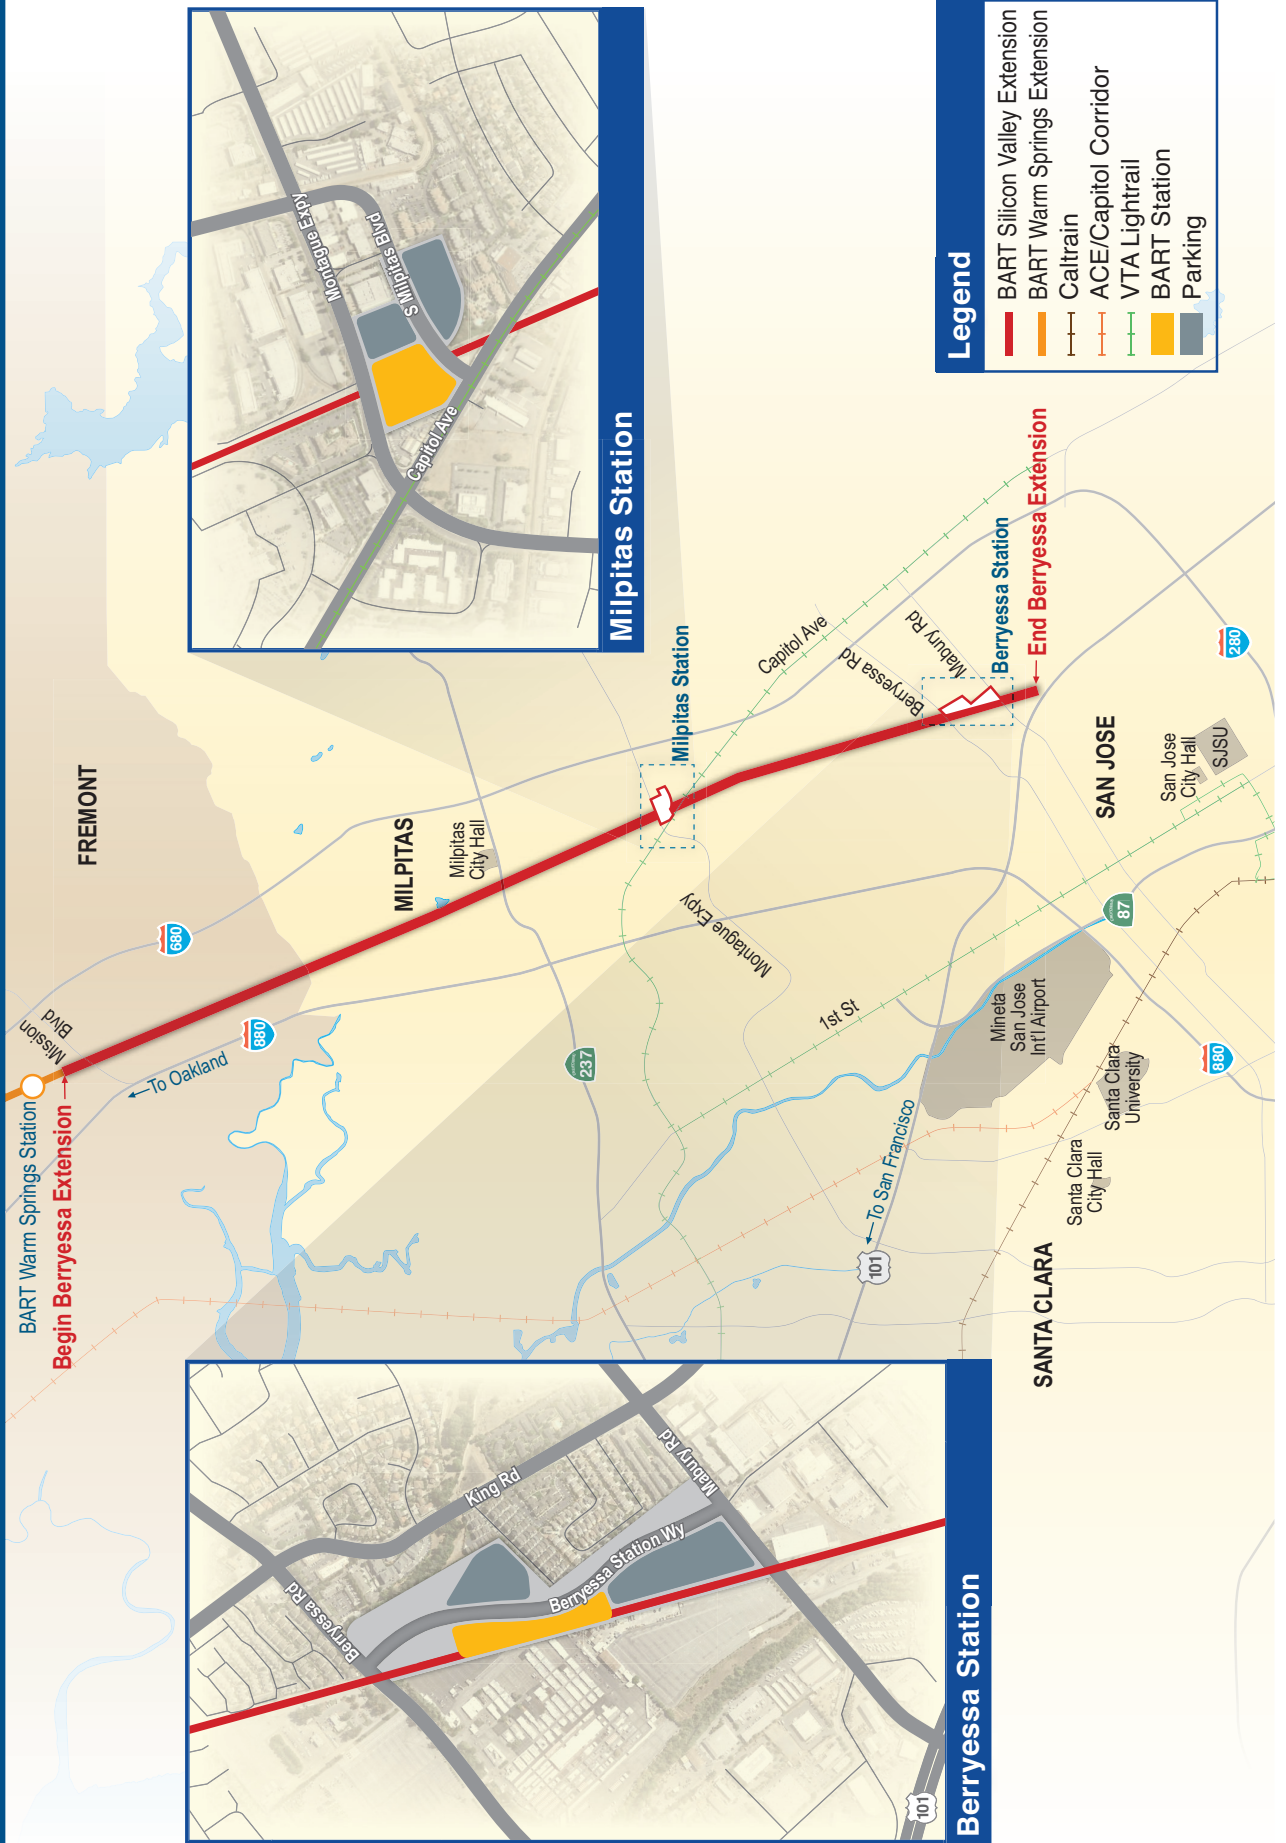 BART Warm Springs Station
Begin Berryessa Extension
Mission
Blvd
To Oakland
FREMONT
680
880
MILPITAS
Milpitas
City Hall
237
Milpitas Station
Montague Expy
Capitol Ave
1st St
Berryessa Rd
Mabury Rd
Berryessa Station
End Berryessa Extension
To San Francisco
101
Mineta
San Jose
Int'l Airport
87
SAN JOSE
San Jose
City Hall
SJSU
280
880
Santa Clara
University
Santa Clara
City Hall
SANTA CLARA
Montague Expy
S Milpitas Blvd
Capitol Ave
Milpitas Station
Berryessa Rd
King Rd
Berryessa Station Wy
Mabury Rd
101
Berryessa Station
Legend
BART Silicon Valley Extension
BART Warm Springs Extension
Caltrain
ACE/Capitol Corridor
VTA Lightrail
BART Station
Parking